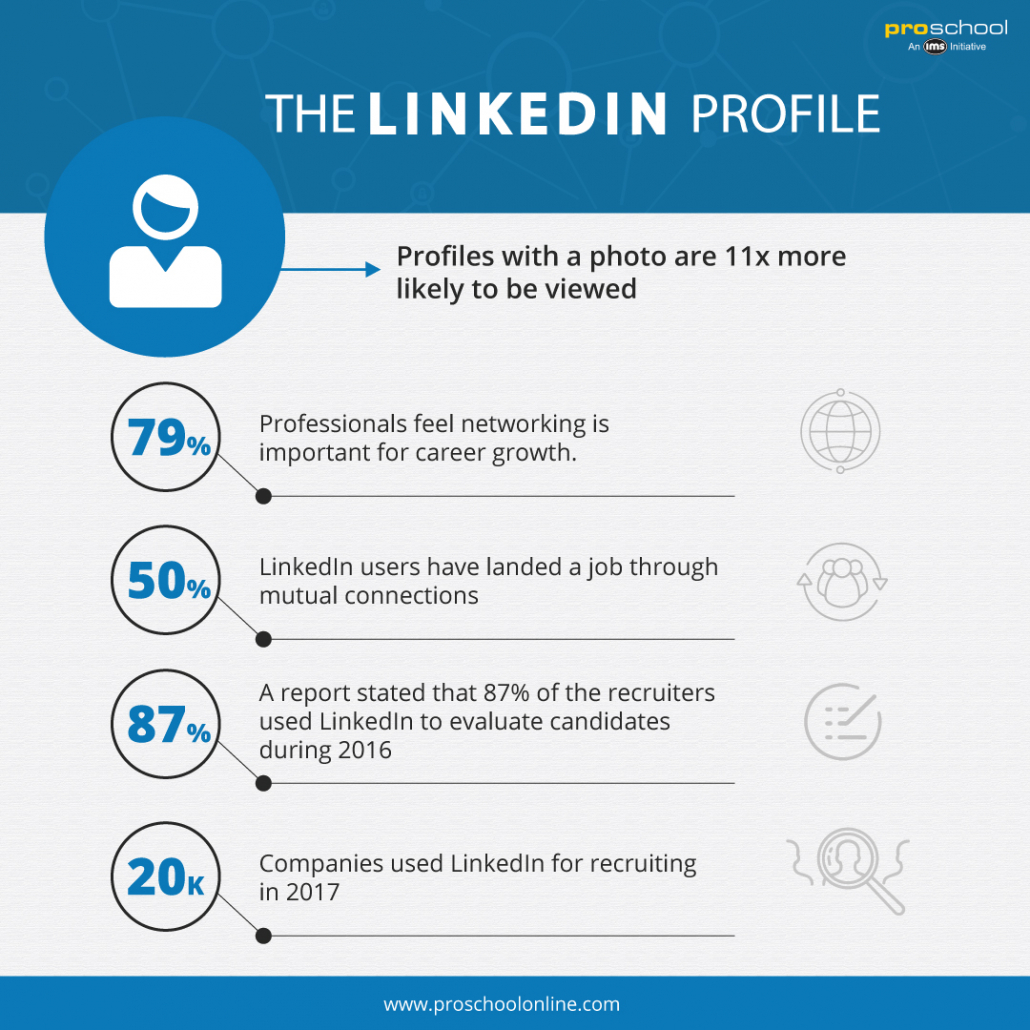 proschool
An ims Initiative
THE LINKEDIN PROFILE
Profiles with a photo are 11x more
likely to be viewed
79%
Professionals feel networking is
important for career growth.
50%
LinkedIn users have landed a job through
mutual connections
87%
A report stated that 87% of the recruiters
used LinkedIn to evaluate candidates
during 2016
20K
Companies used LinkedIn for recruiting
in 2017
www.proschoolonline.com